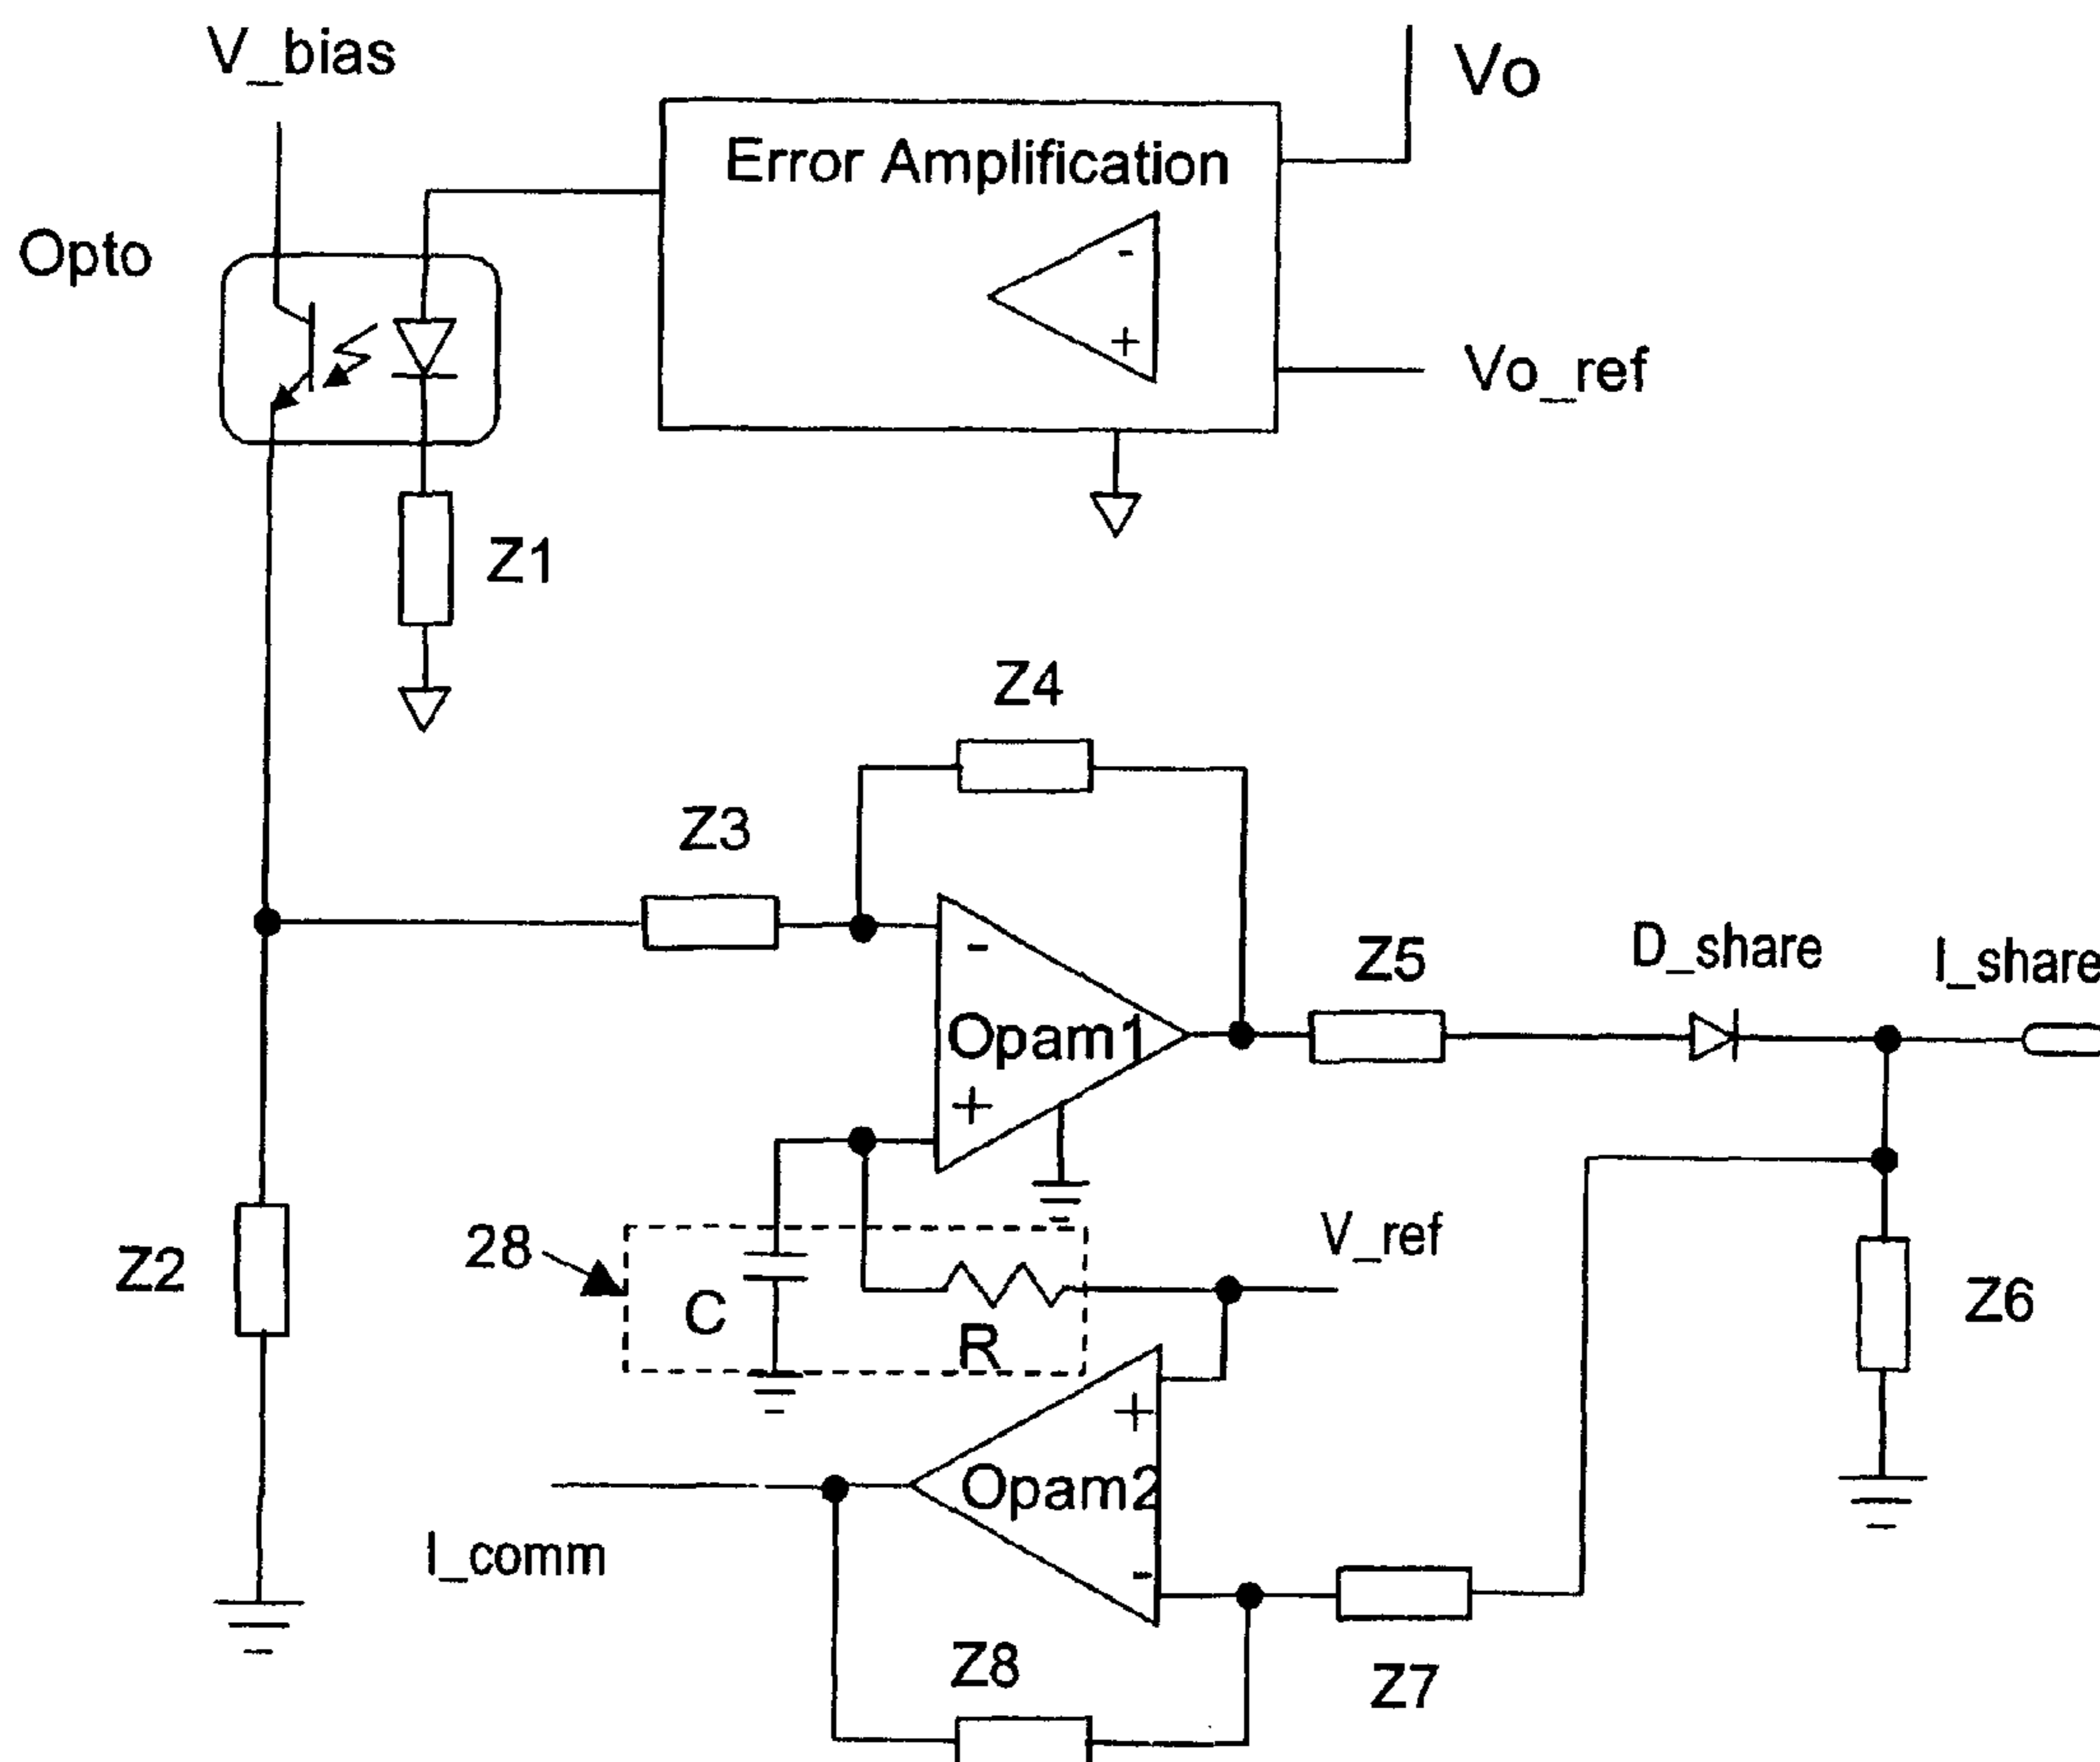 V_bias
Vo
Error Amplification
-
+
Opto
Vo_ref
Z1
Z4
Z3
-
Opam1
+
Z5
D_share
I_share
28
C
R
V_ref
Z2
Z6
+
Opam2
-
I_comm
Z8
Z7